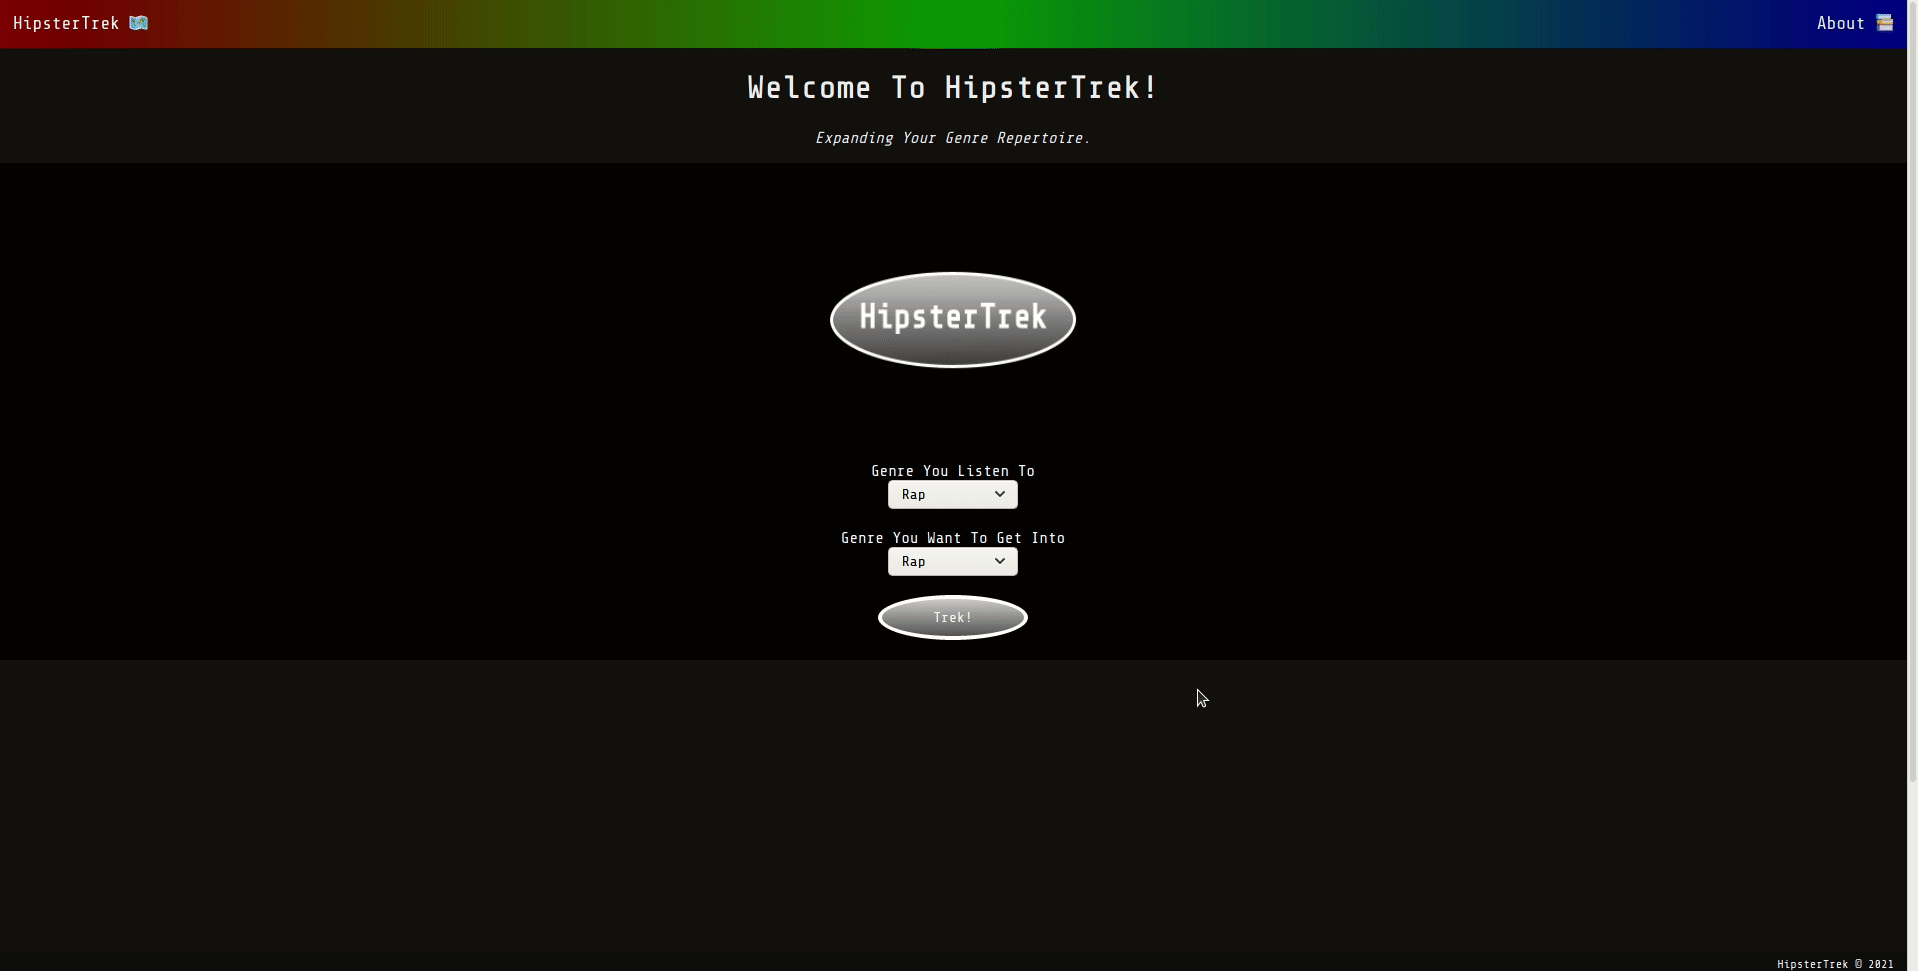 HipsterTrek
About
Welcome To HipsterTrek!
Expanding Your Genre Repertoire.
HipsterTrek
Genre You Listen To
Rap
Genre You Want To Get Into
Rap
Trek!
HipsterTrek © 2021